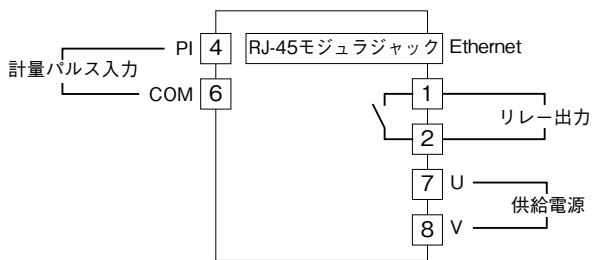 PI 4 RJ-45モジュラジャック Ethernet
計量パルス入力
COM 6
1
リレー出力
2
7 U
供給電源
8 V